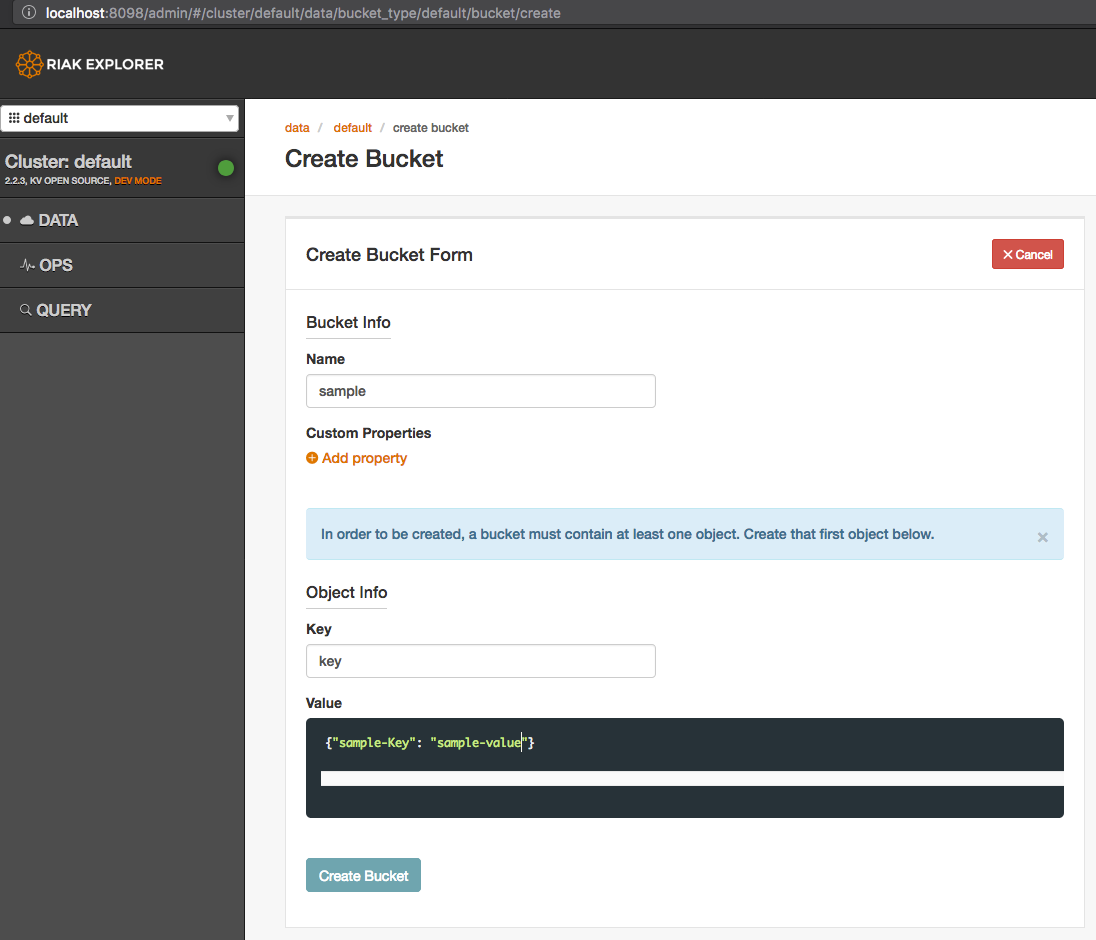 localhost:8098/admin/#/cluster/default/data/bucket_type/default/bucket/create
RIAK EXPLORER
default
Cluster: default
2.2.3, KV OPEN SOURCE, DEV MODE
DATA
OPS
QUERY
data / default / create bucket
Create Bucket
Create Bucket Form
Cancel
Bucket Info
Name
sample
Custom Properties
Add property
In order to be created, a bucket must contain at least one object. Create that first object below.
Object Info
Key
key
Value
{"sample-Key": "sample-value"}
Create Bucket